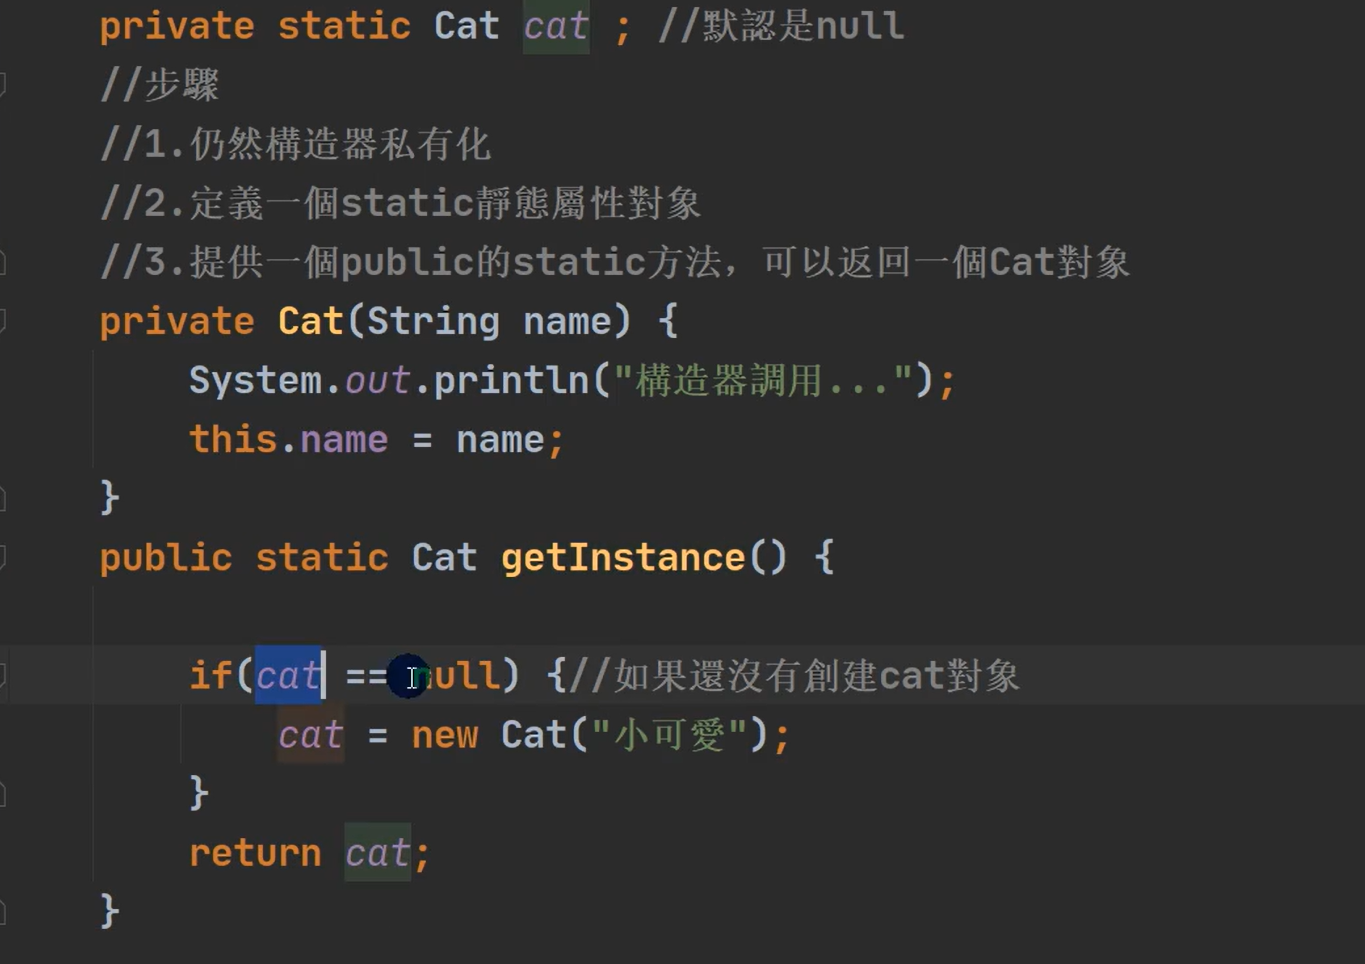 private static Cat cat ; //默認是null
//步驟
//1.仍然構造器私有化
//2.定義一個static靜態屬性對象
//3.提供一個public的static方法，可以返回一個Cat對象
private Cat(String name) {
System.out.println("構造器調用...");
this.name = name;
}
public static Cat getInstance() {
if(cat == null) {//如果還沒有創建cat對象
cat = new Cat("小可愛");
}
return cat;
}